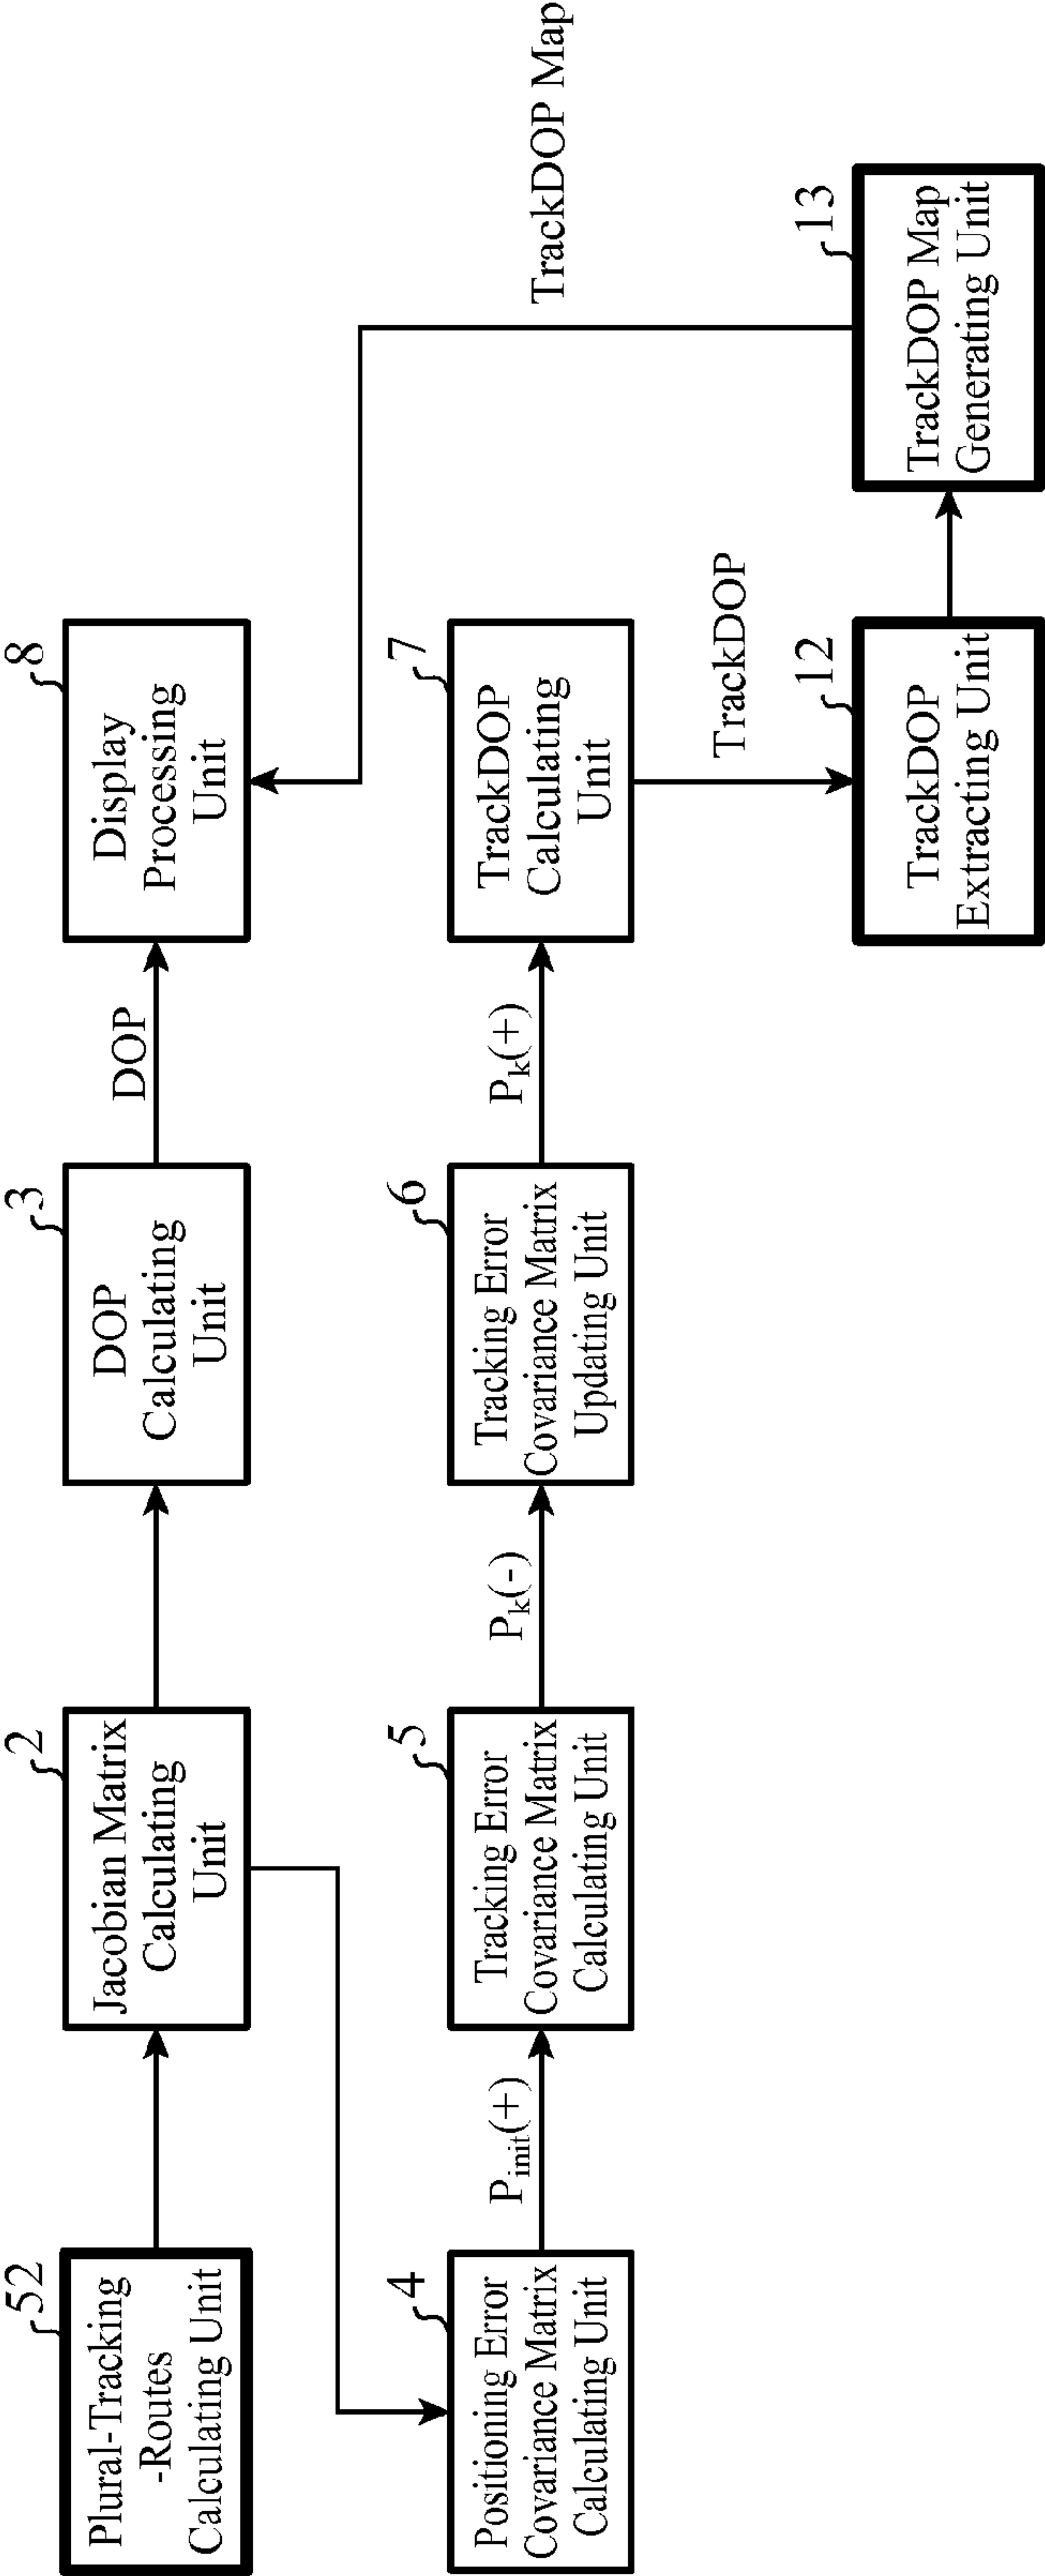 52
Plural-Tracking
-Routes
Calculating Unit
2
Jacobian Matrix
Calculating
Unit
3
DOP
Calculating
Unit
DOP
8
Display
Processing
Unit
4
Positioning Error
Covariance Matrix
Calculating Unit
Pinit(+)
5
Tracking Error
Covariance Matrix
Calculating Unit
Pk(-)
6
Tracking Error
Covariance Matrix
Updating Unit
Pk(+)
7
TrackDOP
Calculating
Unit
TrackDOP Map
TrackDOP
12
TrackDOP
Extracting Unit
13
TrackDOP Map
Generating Unit